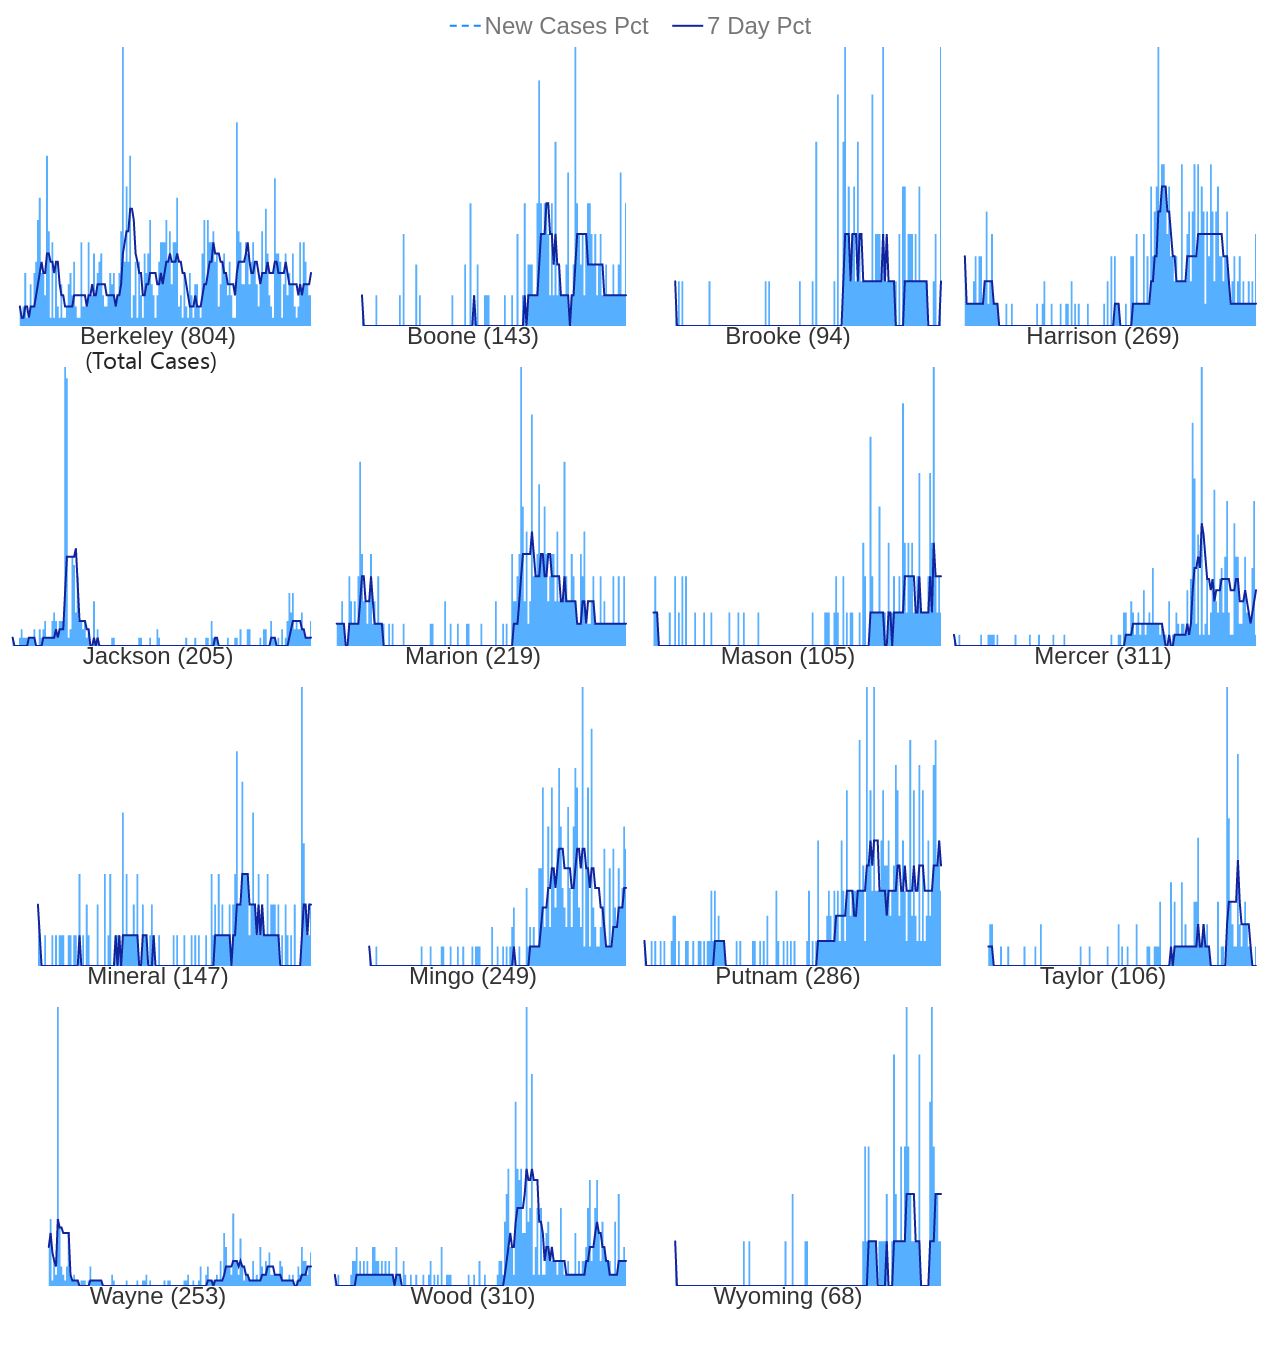 New Cases Pct 7 Day Pct
Berkeley (804) Boone (143) Brooke (94) Harrison (269)
(Total Cases)
Jackson (205) Marion (219) Mason (105) Mercer (311)
Mineral (147) Mingo (249) Putnam (286) Taylor (106)
Wayne (253) Wood (310) Wyoming (68)